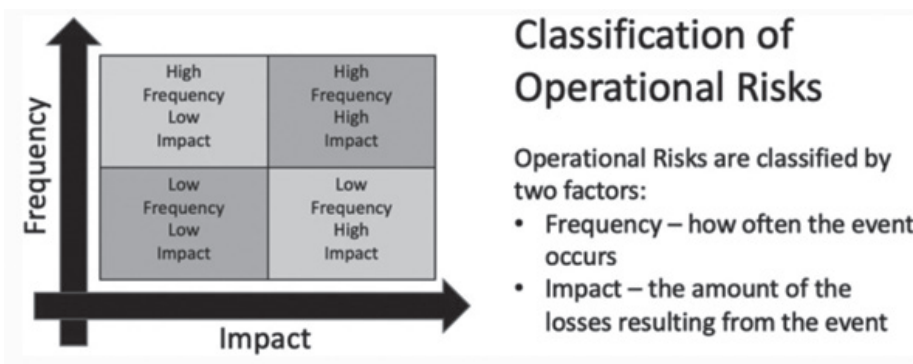 Frequency
High
Frequency
Low
Impact
High
Frequency
High
Impact
Low
Frequency
Low
Impact
Low
Frequency
High
Impact
Impact
Classification of
Operational Risks
Operational Risks are classified by
two factors:
• Frequency – how often the event
occurs
• Impact – the amount of the
losses resulting from the event